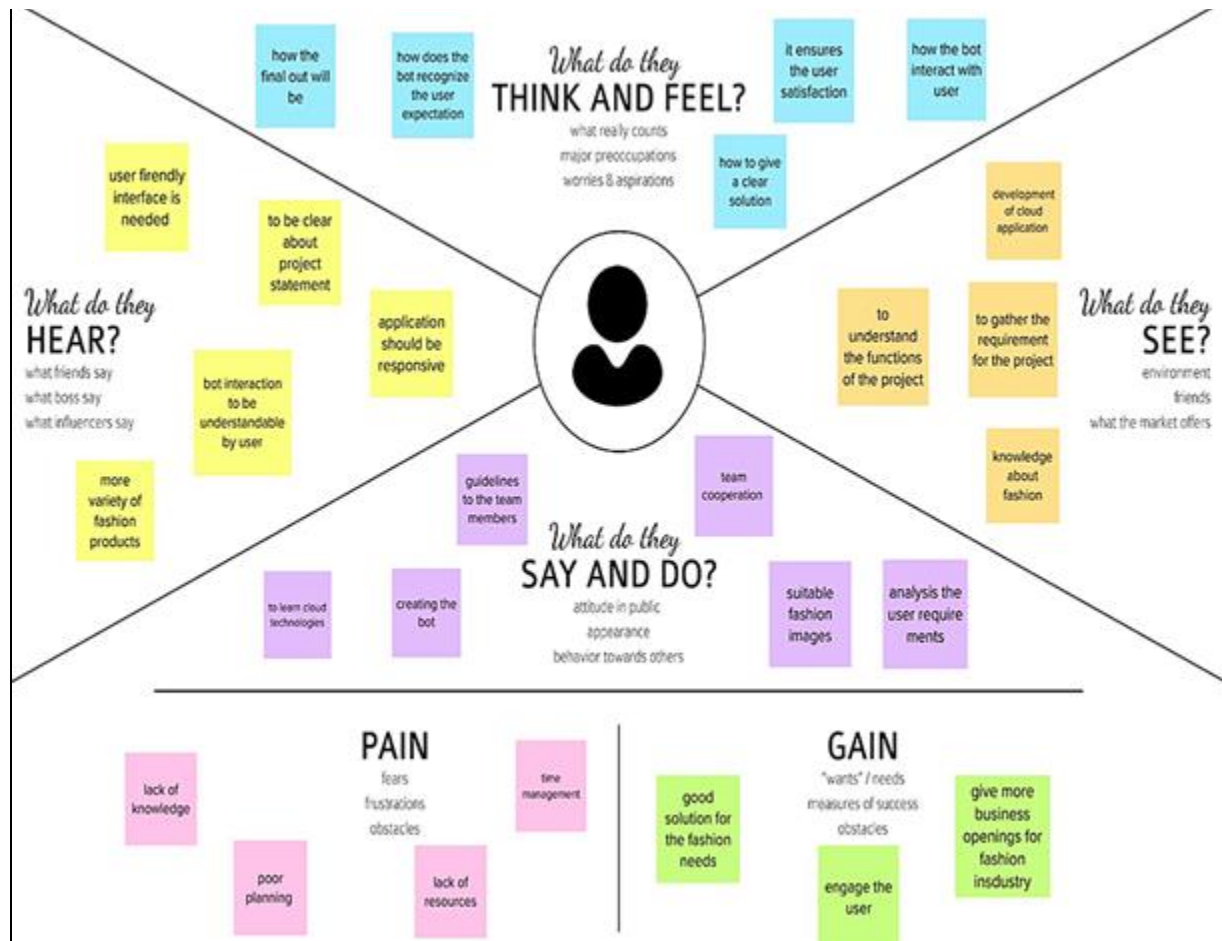 how the
final out will
be
how does the
bot recognize
the user
expectation
What do they
THINK AND FEEL?
what really counts
major preoccupations
worries & aspirations
it ensures
the user
satisfaction
how the bot
interact with
user
how to give
a clear
solution
user firendly
interface is
needed
to be clear
about
project
statement
application
should be
responsive
What do they
HEAR?
what friends say
what boss say
what influencers say
bot interaction
to be
understandable
by user
more
variety of
fashion
products
development
of cloud
application
to
understand
the functions
of the project
to gather the
requirement
for the project
What do they
SEE?
environment
friends
what the market offers
knowledge
about
fashion
guidelines
to the team
members
team
cooperation
What do they
SAY AND DO?
attitude in public
appearance
behavior towards others
to learn cloud
technologies
creating the
bot
suitable
fashion
images
analysis the
user require
ments
PAIN
fears
frustrations
obstacles
lack of
knowledge
time
management
poor
planning
lack of
resources
GAIN
"wants" / needs
measures of success
obstacles
good
solution for
the fashion
needs
engage the
user
give more
business
openings for
fashion
insdustry